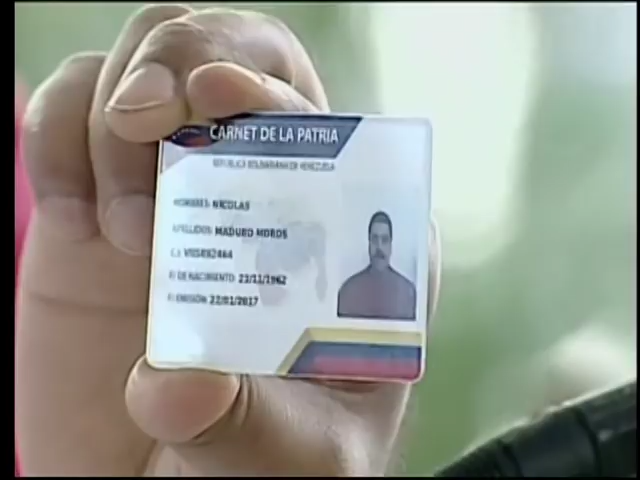 CARNET DE LA PATRIA
REPÚBLICA BOLIVARIANA DE VENEZUELA
NOMBRES: NICOLAS
APELLIDOS: MADURO MOROS
C.I:
F. DE NACIMIENTO: 23/11/1962
F. EMISIÓN: 22/01/2017